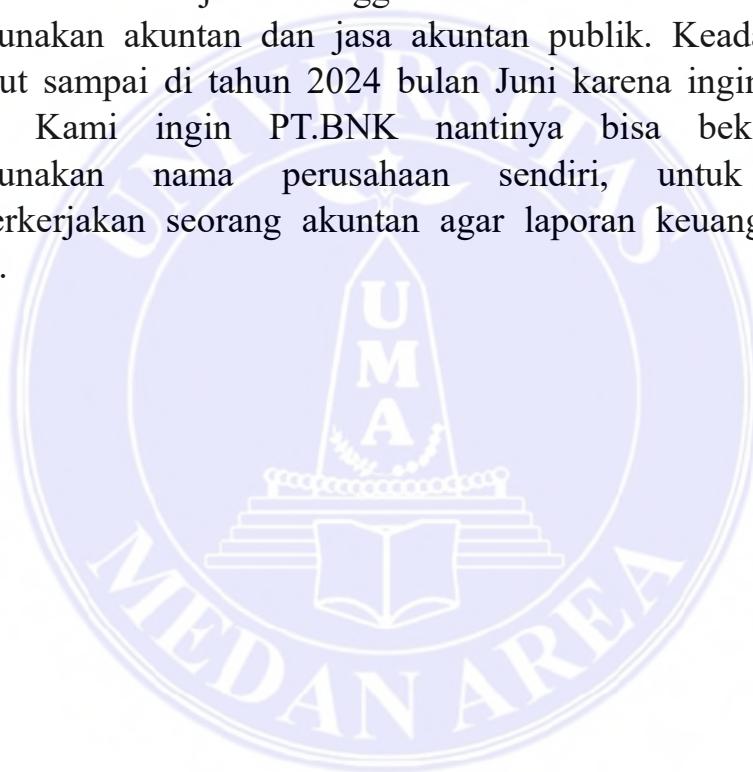 unakan akuntan dan jasa akuntan publik. Keada
ut sampai di tahun 2024 bulan Juni karena ingin
Kami ingin PT.BNK nantinya bisa bek
unakan nama perusahaan sendiri, untuk
erkerjakan seorang akuntan agar laporan keuang
.
UNIVERSITAS
UMA
MEDAN AREA